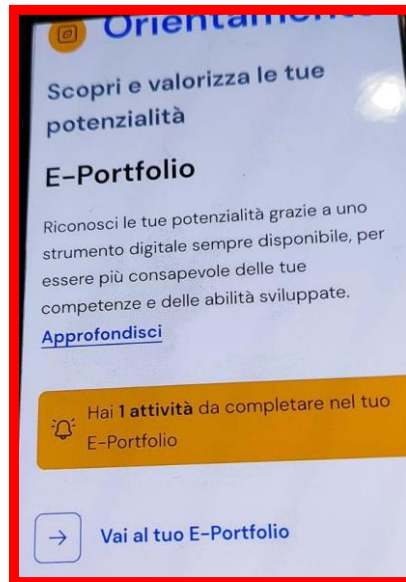 Orientamento
Scopri e valorizza le tue
potenzialità
E-Portfolio
Riconosci le tue potenzialità grazie a uno
strumento digitale sempre disponibile, per
essere più consapevole delle tue
competenze e delle abilità sviluppate.
Approfondisci
Hai 1 attività da completare nel tuo
E-Portfolio
Vai al tuo E-Portfolio